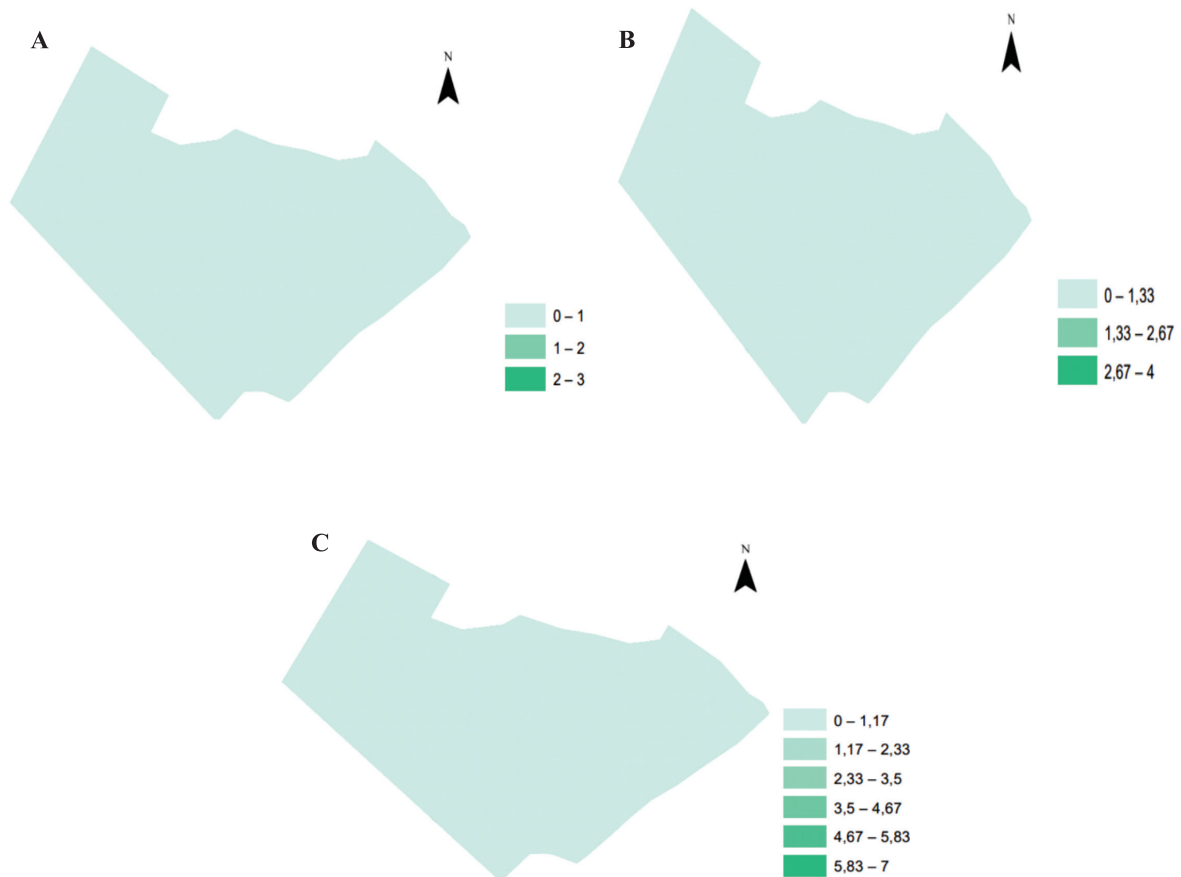 A
N
0 – 1
1 – 2
2 – 3
B
N
0 – 1,33
1,33 – 2,67
2,67 – 4
C
N
0 – 1,17
1,17 – 2,33
2,33 – 3,5
3,5 – 4,67
4,67 – 5,83
5,83 – 7